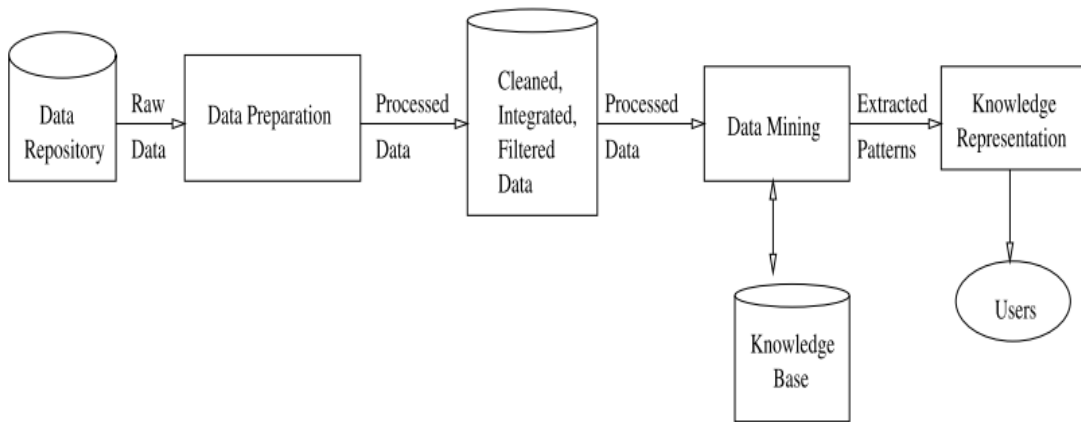 Data
Repository
Raw
Data
Data Preparation
Processed
Data
Cleaned,
Integrated,
Filtered
Data
Processed
Data
Data Mining
Extracted
Patterns
Knowledge
Representation
Knowledge
Base
Users